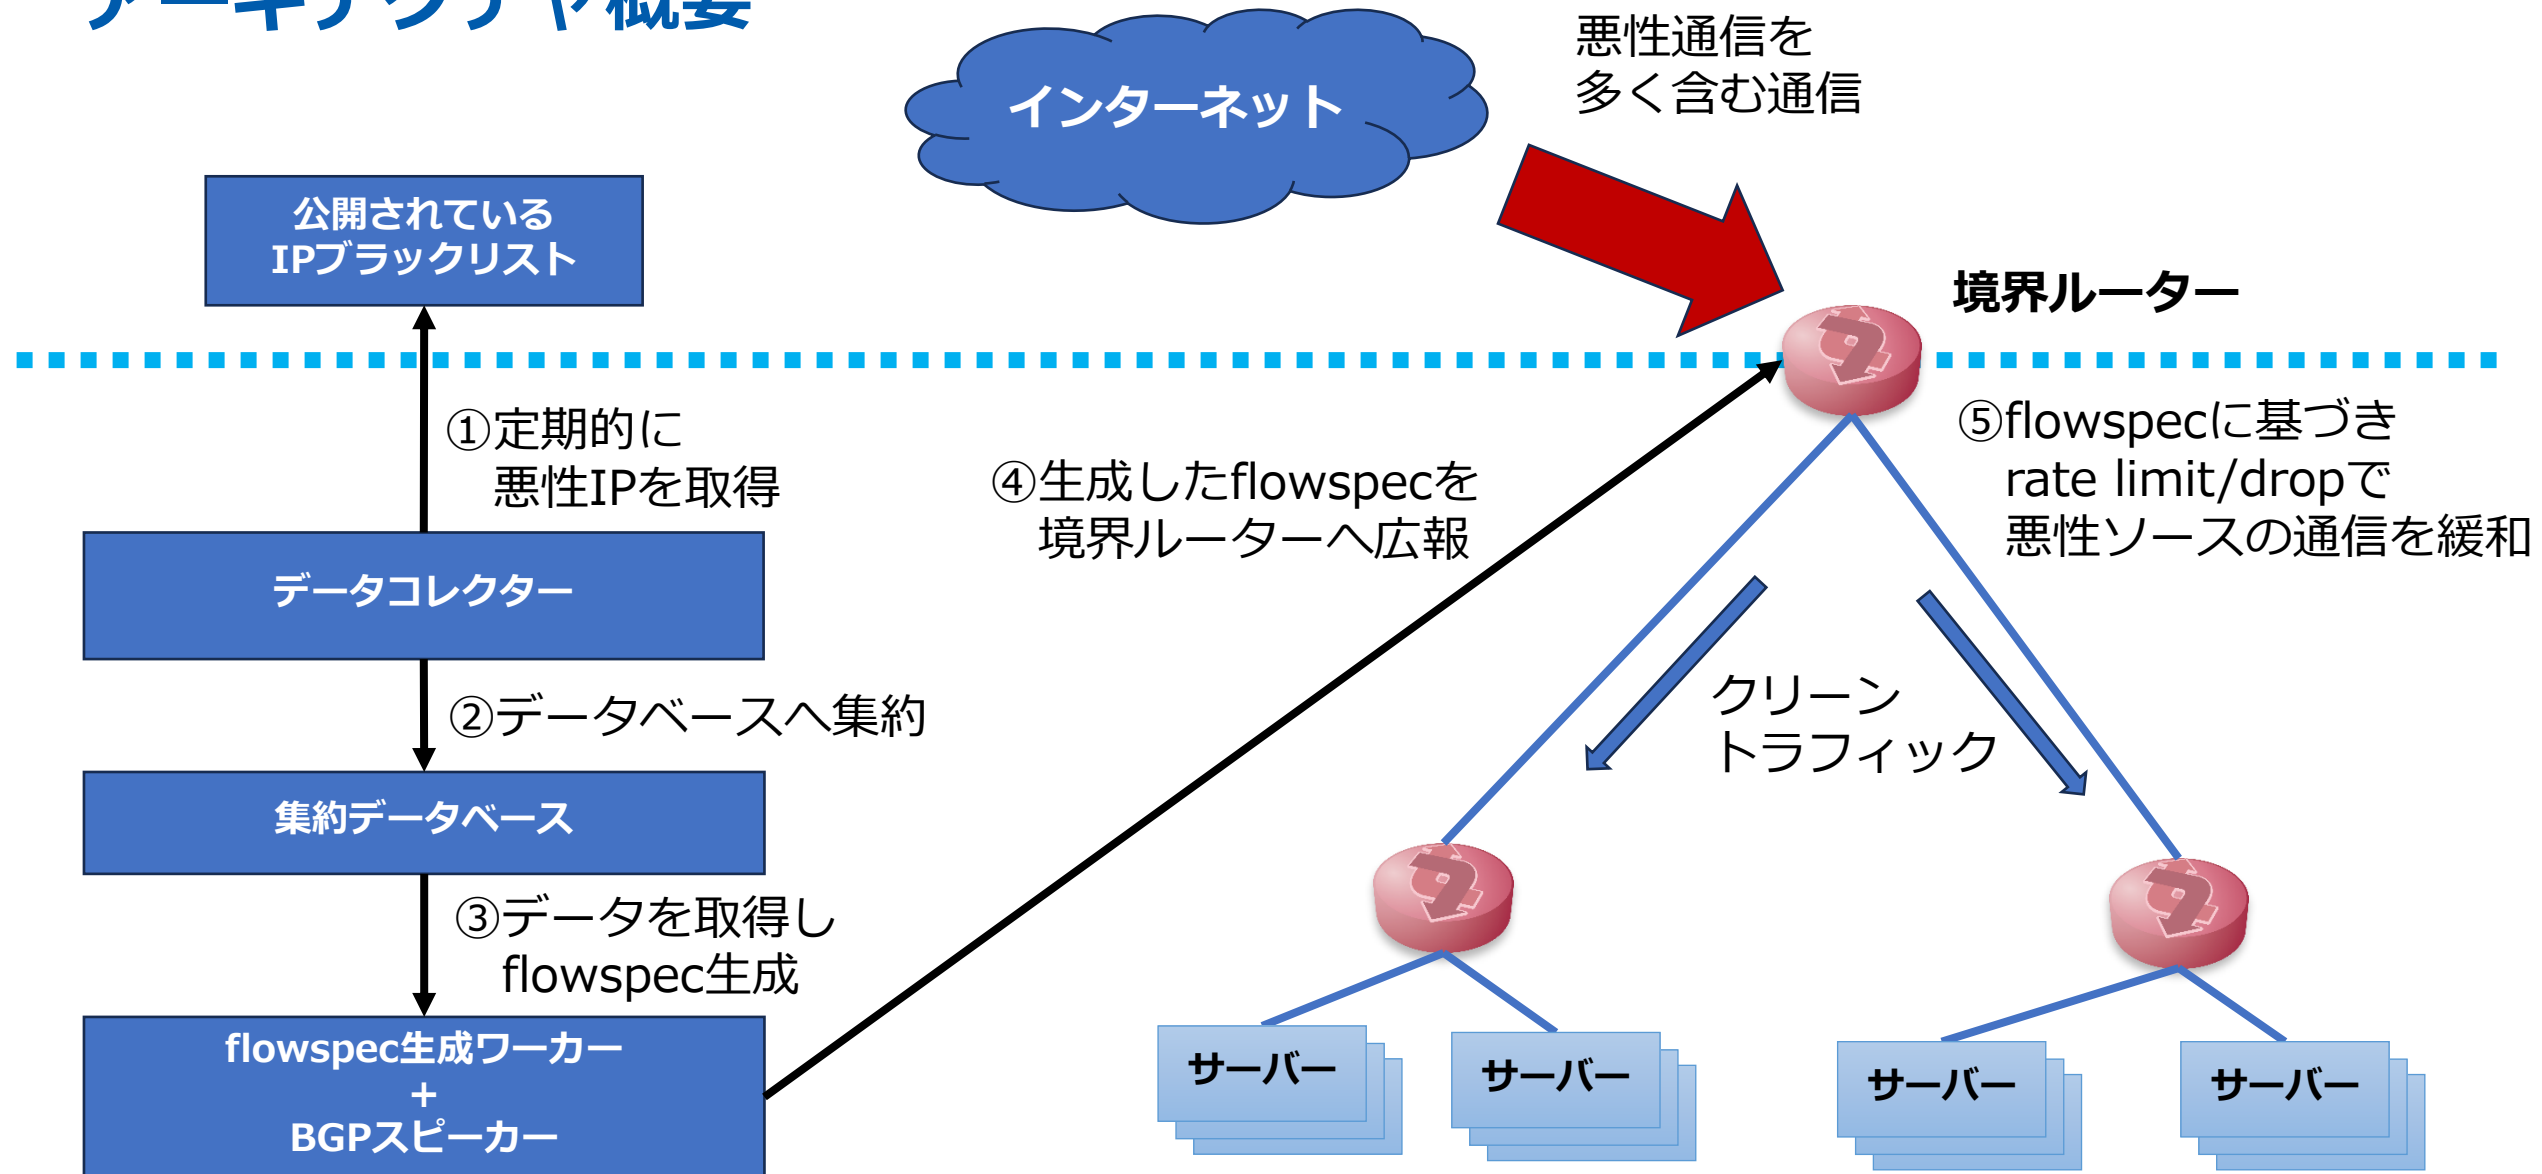 アーキテクチャ概要
インターネット
悪性通信を
多く含む通信
公開されている
IPブラックリスト
境界ルーター
①定期的に
悪性IPを取得
④生成したflowspecを
境界ルーターへ広報
⑤flowspecに基づき
rate limit/dropで
悪性ソースの通信を緩和
データコレクター
②データベースへ集約
クリーン
トラフィック
集約データベース
③データを取得し
flowspec生成
flowspec生成ワーカー
+
BGPスピーカー
サーバー
サーバー
サーバー
サーバー